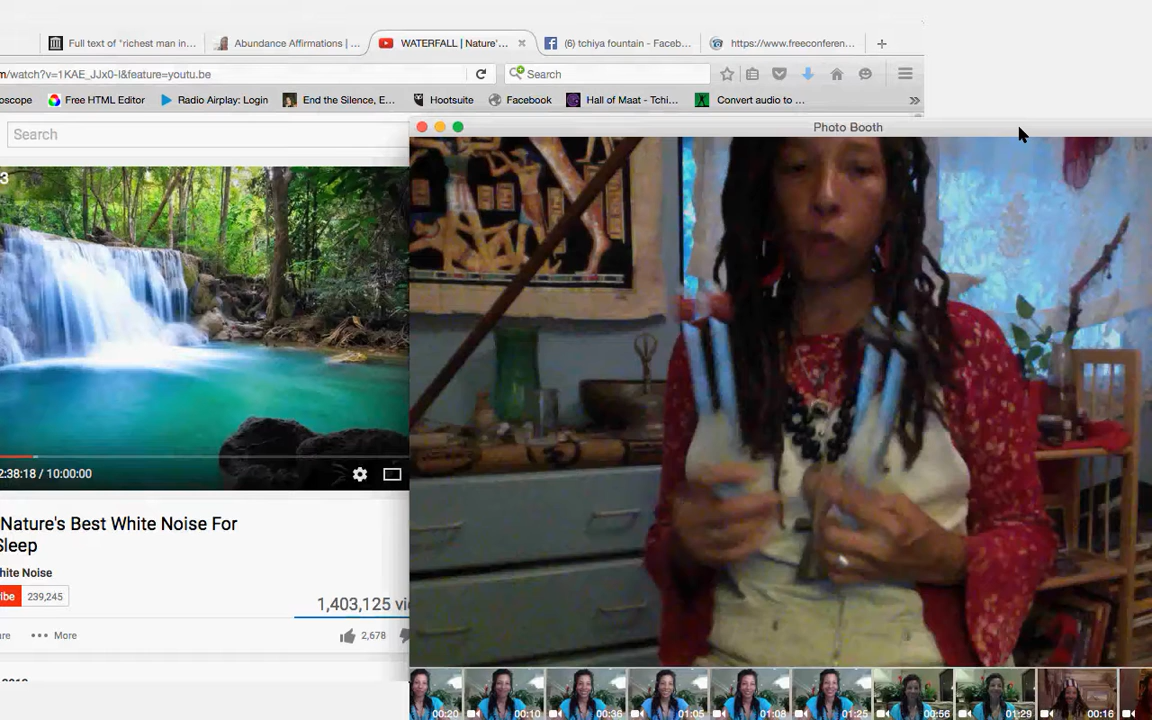 Full text of "richest man in...
Abundance Affirmations | ...
WATERFALL | Nature'...
(6) tchiya fountain - Faceb...
https://www.freeconferen...
m/watch?v=1KAE_JJx0-I&feature=youtu.be
Search
oscope
Free HTML Editor
Radio Airplay: Login
End the Silence, E...
Hootsuite
Facebook
Hall of Maat - Tchi...
Convert audio to ...
Search
Photo Booth
3
2:38:18 / 10:00:00
Nature's Best White Noise For
Sleep
hite Noise
ibe 239,245
1,403,125 vi
re
More
2,678
00:20
00:10
00:36
01:05
01:08
01:25
00:56
01:29
00:16